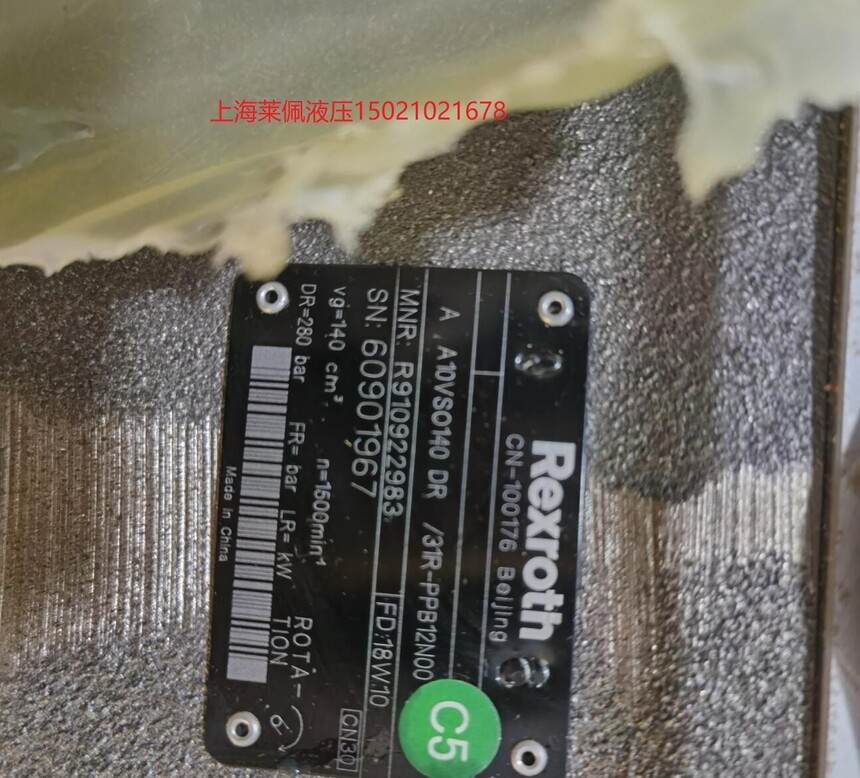 上海莱佩液压15021021678
Rexroth
CN-100176 Beijing
A A10VSO140 DR /31R-PPB12N00
MNR: R910922983 FD:18W10
SN: 60901967
CN30
vg=140 cm³, n=1500min⁻¹
DR=280 bar FR= bar LR= kW ROTA-
TION
Made in China
C5